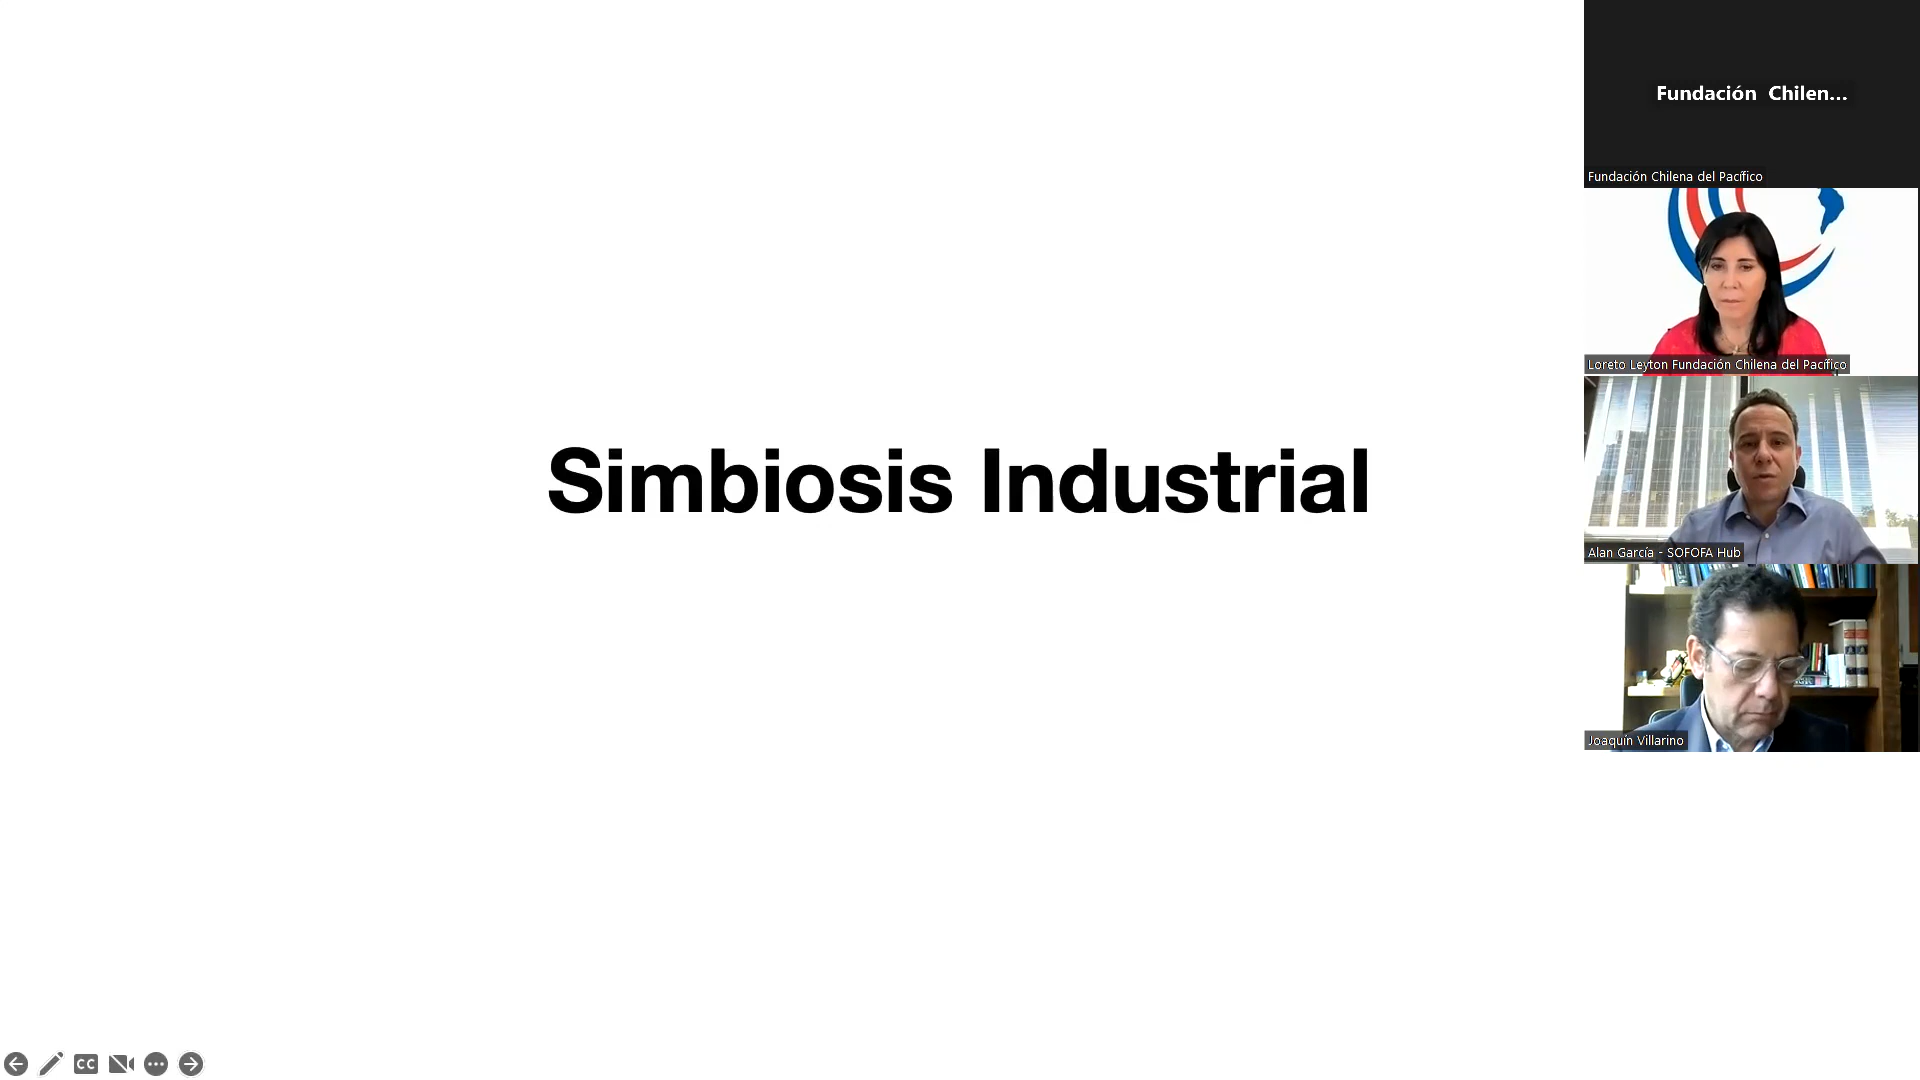 Simbiosis Industrial
Fundación Chilen...
Fundación Chilena del Pacífico
Loreto Leyton Fundación Chilena del Pacífico
Alan García - SOFOFA Hub
Joaquín Villarino
CC